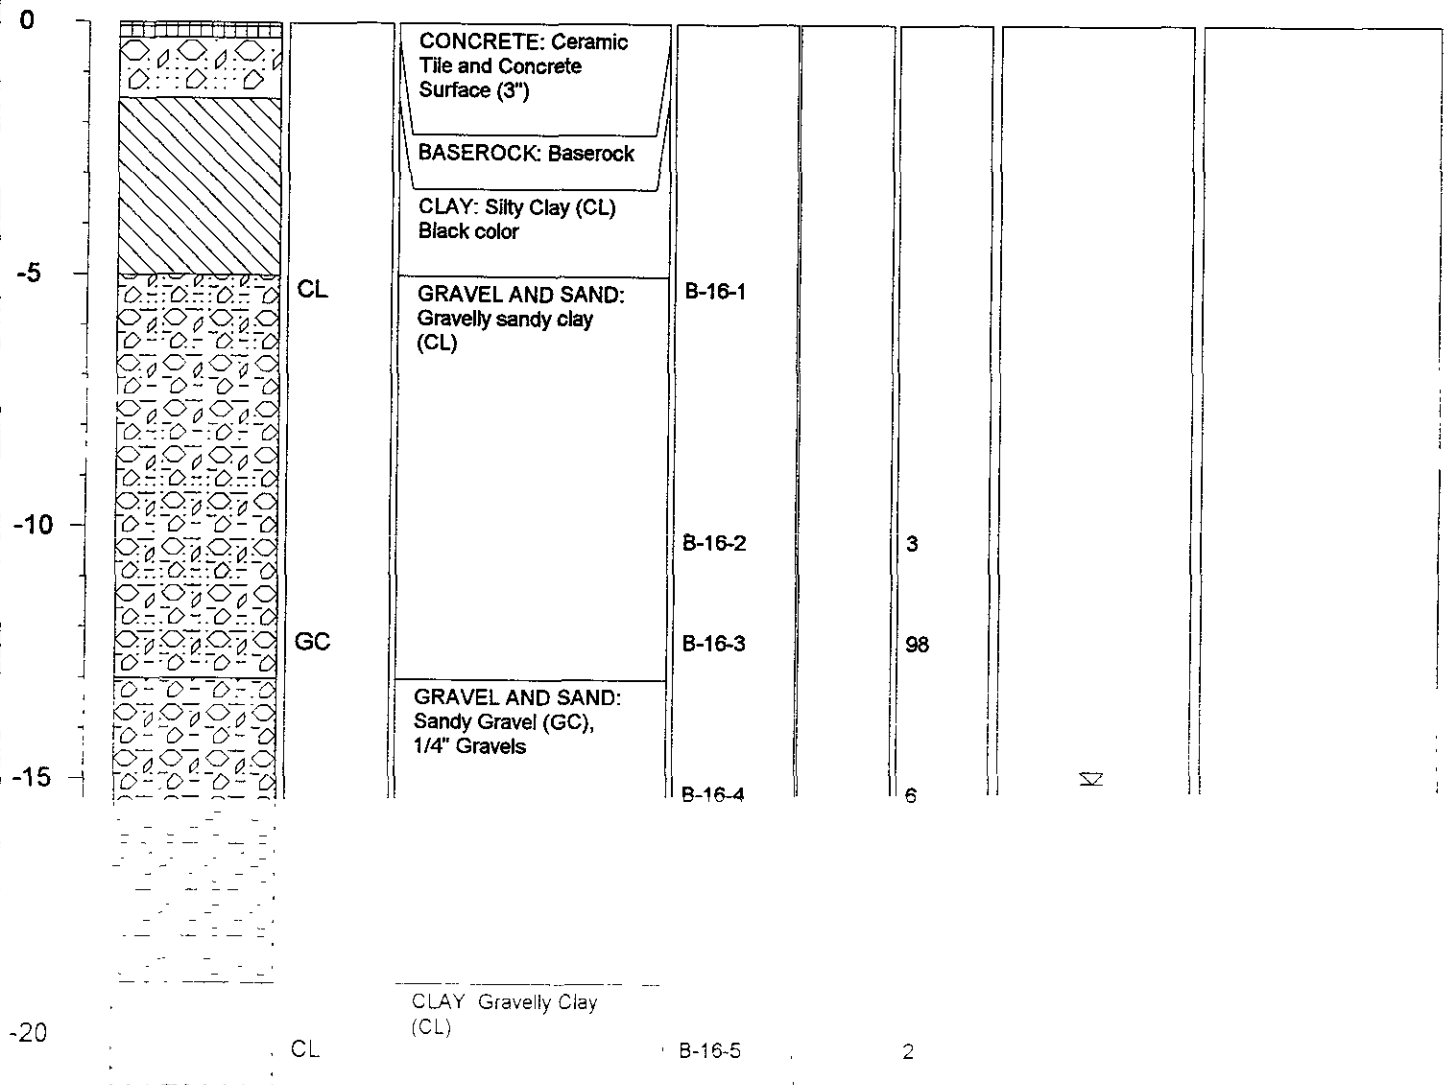 0
CONCRETE: Ceramic
Tile and Concrete
Surface (3")
BASEROCK: Baserock
CLAY: Silty Clay (CL)
Black color
-5
CL
GRAVEL AND SAND:
Gravelly sandy clay
(CL)
B-16-1
-10
B-16-2
3
GC
B-16-3
98
GRAVEL AND SAND:
Sandy Gravel (GC),
1/4" Gravels
-15
B-16-4
6
CLAY Gravelly Clay
(CL)
-20
CL
B-16-5
2